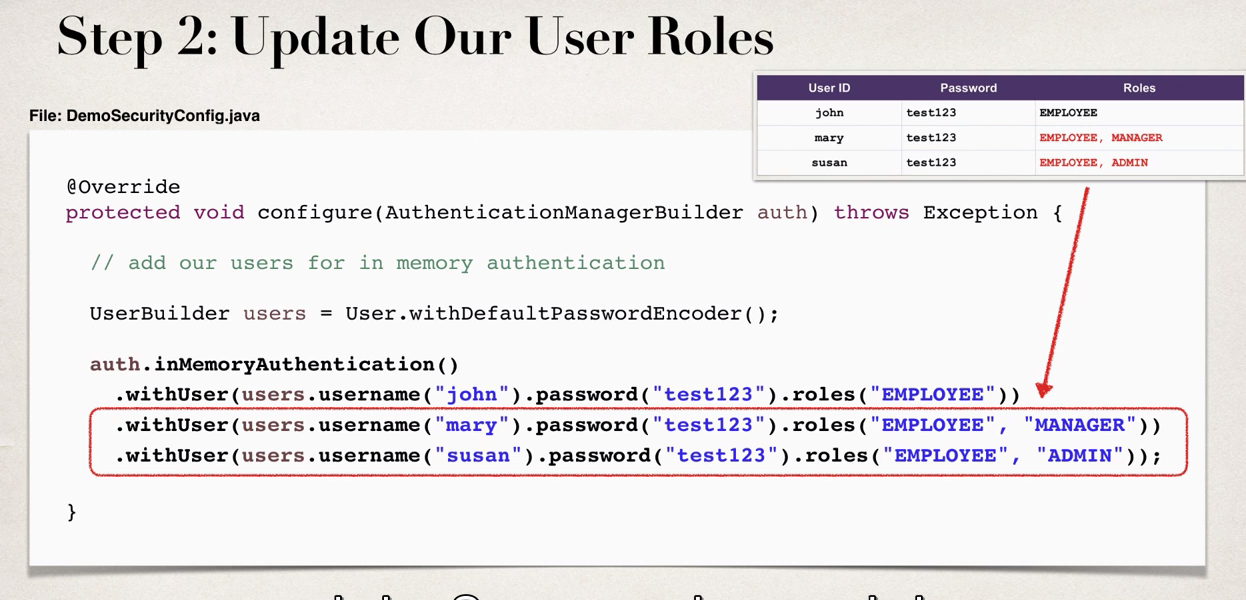 Step 2: Update Our User Roles
File: DemoSecurityConfig.java
User ID Password Roles
john test123 EMPLOYEE
mary test123 EMPLOYEE, MANAGER
susan test123 EMPLOYEE, ADMIN
@Override
protected void configure(AuthenticationManagerBuilder auth) throws Exception {
// add our users for in memory authentication
UserBuilder users = User.withDefaultPasswordEncoder();
auth.inMemoryAuthentication()
.withUser(users.username("john").password("test123").roles("EMPLOYEE"))
.withUser(users.username("mary").password("test123").roles("EMPLOYEE", "MANAGER"))
.withUser(users.username("susan").password("test123").roles("EMPLOYEE", "ADMIN"));
}